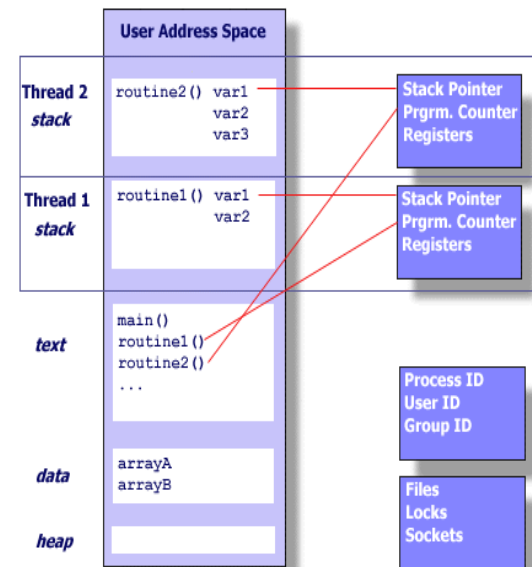 User Address Space
Thread 2
stack
routine2() var1
var2
var3
Stack Pointer
Prgrm. Counter
Registers
Thread 1
stack
routine1() var1
var2
Stack Pointer
Prgrm. Counter
Registers
text
main()
routine1()
routine2()
...
Process ID
User ID
Group ID
data
arrayA
arrayB
Files
Locks
Sockets
heap